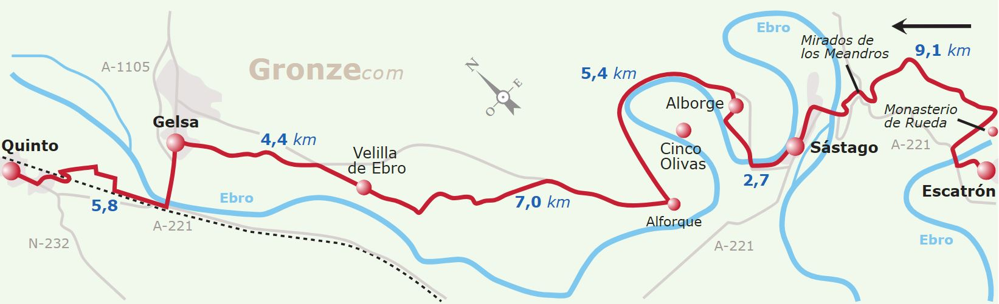 Ebro
Mirados de
los Meandros
9,1 km
A-1105
Gronze.com
N
E
O
5,4 km
Alborge
Monasterio
de Rueda
Gelsa
4,4 km
Quinto
Velilla
de Ebro
Cinco
Olivas
Sástago
A-221
2,7
Escatrón
5,8
Ebro
7,0 km
Alforque
A-221
N-232
A-221
Ebro